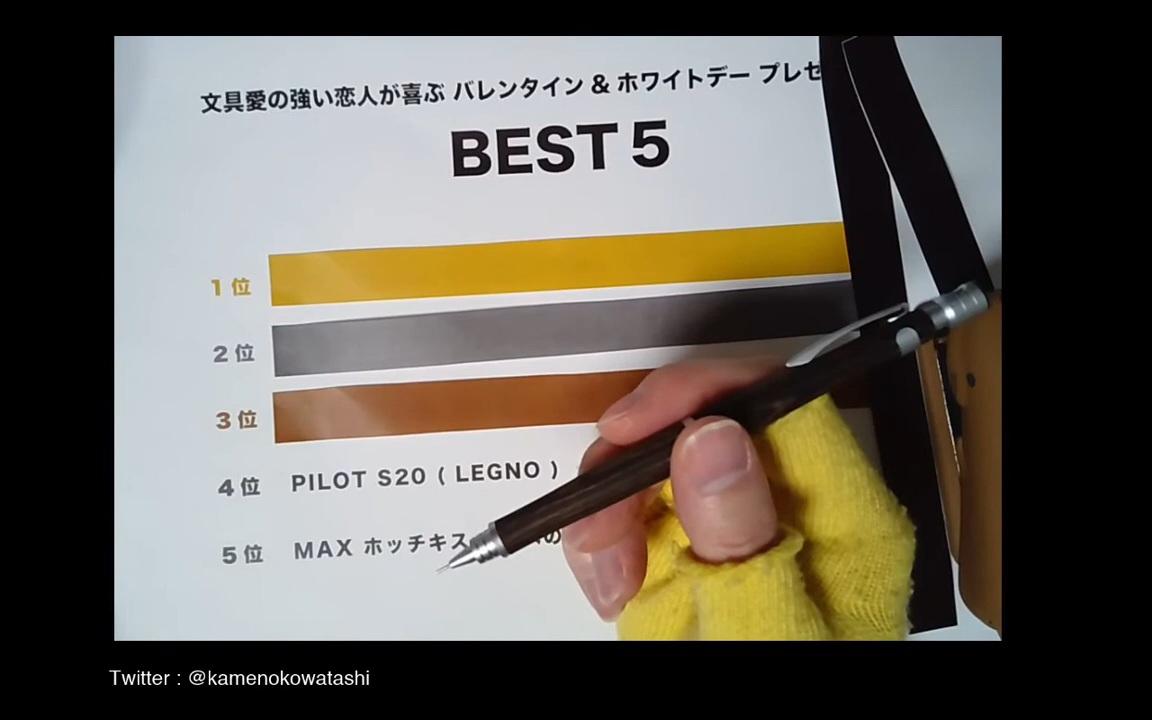 文具愛の強い恋人が喜ぶ バレンタイン & ホワイトデー プレゼ
BEST 5
1 位
2 位
3 位
4 位 PILOT S20 ( LEGNO )
5 位 MAX ホッチキス の
Twitter : @kamenokowatashi